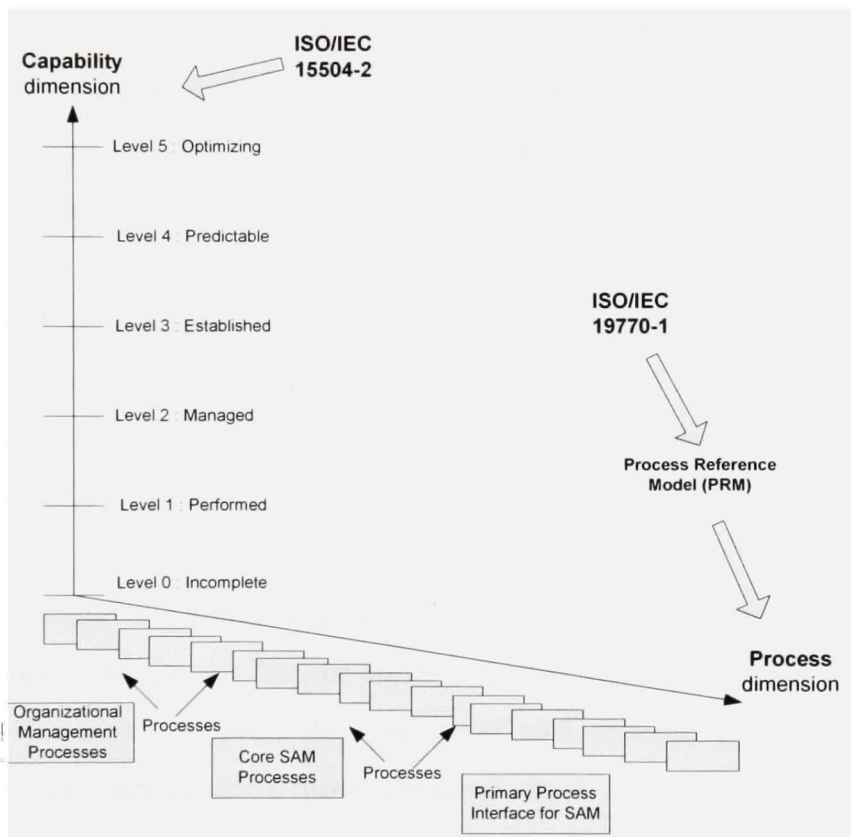 ISO/IEC
15504-2
Capability
dimension
Level 5 : Optimizing
Level 4 : Predictable
Level 3 : Established
Level 2 : Managed
Level 1 : Performed
Level 0 : Incomplete
ISO/IEC
19770-1
Process Reference
Model (PRM)
Process
dimension
Organizational
Management
Processes
Processes
Core SAM
Processes
Processes
Primary Process
Interface for SAM